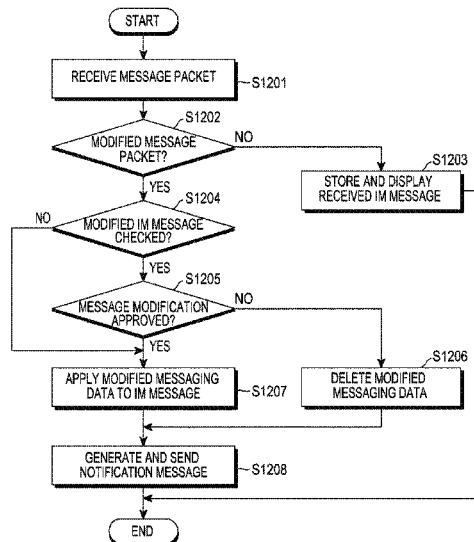 START
RECEIVE MESSAGE PACKET
S1201
S1202
MODIFIED MESSAGE
PACKET?
NO
YES
S1203
STORE AND DISPLAY
RECEIVED IM MESSAGE
S1204
NO
MODIFIED IM MESSAGE
CHECKED?
YES
S1205
MESSAGE MODIFICATION
APPROVED?
NO
YES
S1206
APPLY MODIFIED MESSAGING
DATA TO IM MESSAGE
S1207
DELETE MODIFIED
MESSAGING DATA
GENERATE AND SEND
NOTIFICATION MESSAGE
S1208
END